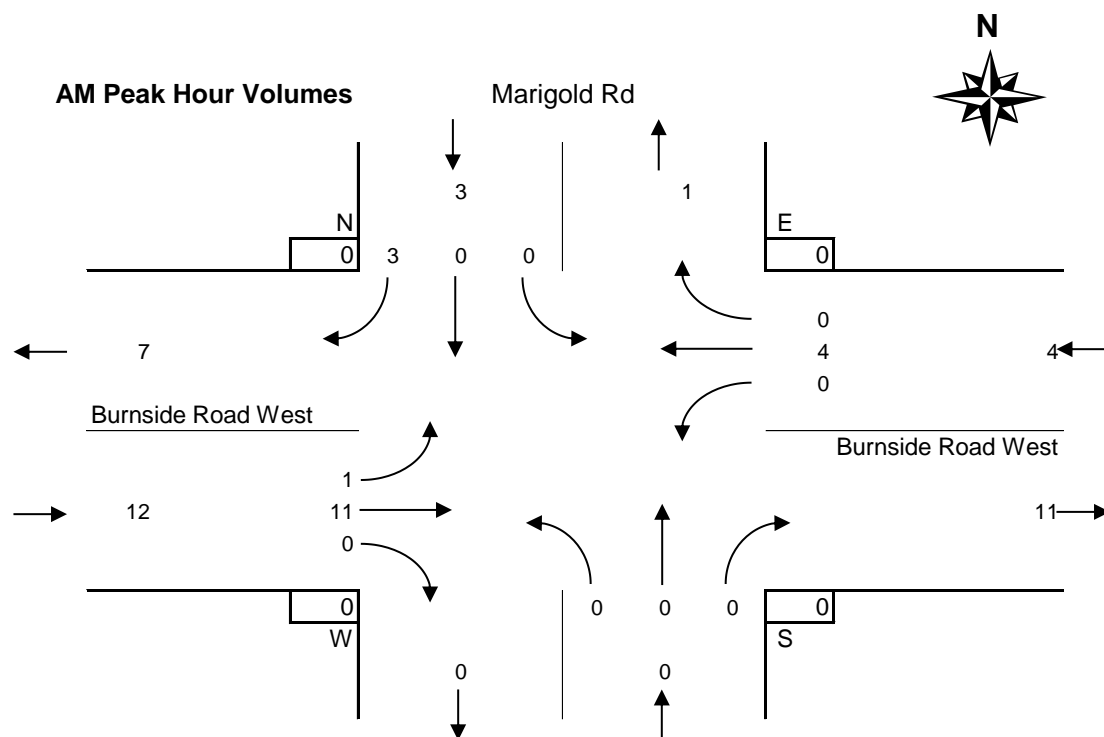 N
AM Peak Hour Volumes Marigold Rd
3 1
N E
0 3 0 0 0
0
7 4 4
0
Burnside Road West
Burnside Road West
1
12 11 11
0
0 0 0 0 0
W S
0 0